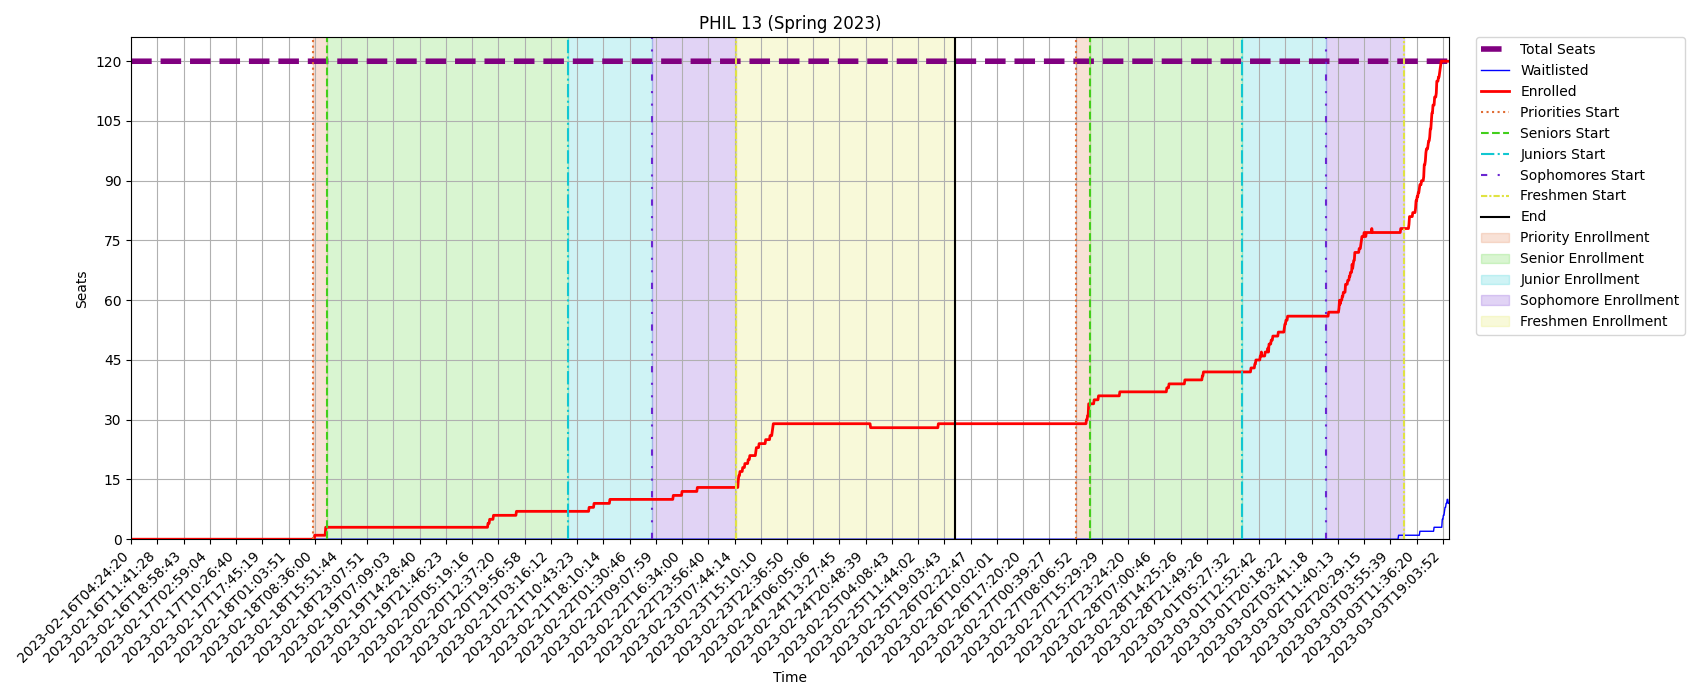 PHIL 13 (Spring 2023)
120
105
90
75
60
45
30
15
0
Seats
2023-02-16T04:24:20
2023-02-16T11:41:28
2023-02-16T18:58:43
2023-02-17T02:59:04
2023-02-17T10:26:40
2023-02-17T17:45:19
2023-02-18T01:03:51
2023-02-18T08:36:00
2023-02-18T15:51:44
2023-02-18T23:07:51
2023-02-19T07:09:03
2023-02-19T14:28:40
2023-02-19T21:46:23
2023-02-20T05:19:16
2023-02-20T12:37:20
2023-02-20T19:56:58
2023-02-21T03:16:12
2023-02-21T10:43:23
2023-02-21T18:10:14
2023-02-22T01:30:46
2023-02-22T09:07:59
2023-02-22T16:34:00
2023-02-22T23:56:40
2023-02-23T07:44:14
2023-02-23T15:10:10
2023-02-23T22:36:50
2023-02-24T06:05:06
2023-02-24T13:27:45
2023-02-24T20:48:39
2023-02-25T04:08:43
2023-02-25T11:44:02
2023-02-25T19:03:43
2023-02-26T02:22:47
2023-02-26T10:02:01
2023-02-26T17:20:20
2023-02-27T00:39:27
2023-02-27T08:06:52
2023-02-27T15:29:29
2023-02-27T23:24:20
2023-02-28T07:00:46
2023-02-28T14:25:26
2023-02-28T21:49:26
2023-03-01T05:27:32
2023-03-01T12:52:42
2023-03-01T20:18:22
2023-03-02T03:41:18
2023-03-02T11:40:13
2023-03-02T20:29:15
2023-03-03T03:55:39
2023-03-03T11:36:20
2023-03-03T19:03:52
Time
Total Seats
Waitlisted
Enrolled
Priorities Start
Seniors Start
Juniors Start
Sophomores Start
Freshmen Start
End
Priority Enrollment
Senior Enrollment
Junior Enrollment
Sophomore Enrollment
Freshmen Enrollment